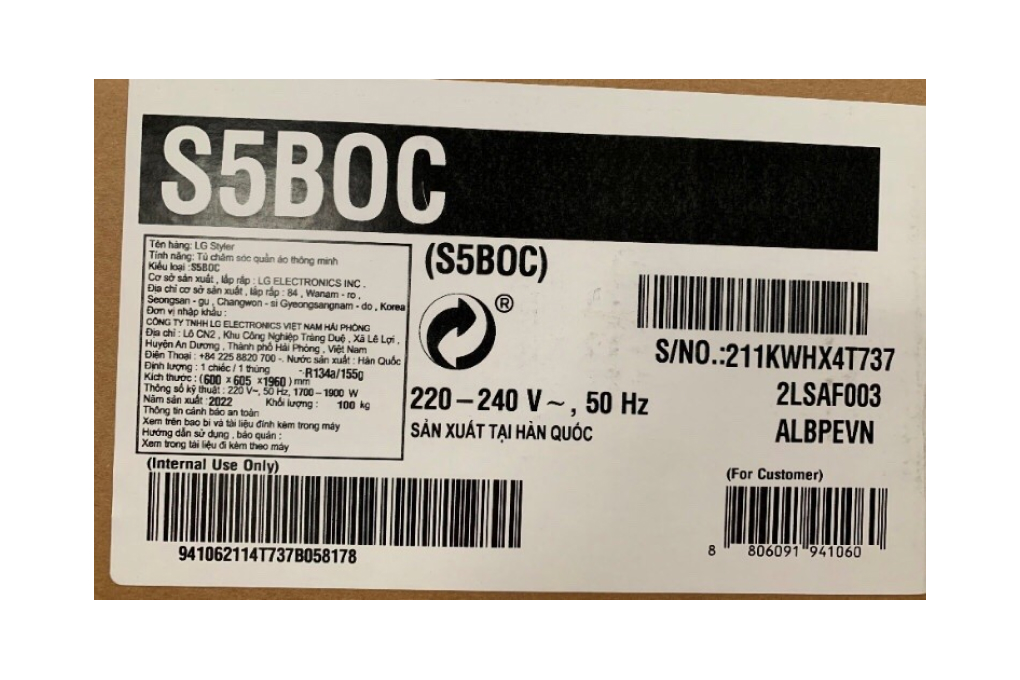 S5BOC
Tên hàng: LG Styler
Tính năng: Tủ chăm sóc quần áo thông minh
Kiểu loại :S5BOC
Cơ sở sản xuất , lắp ráp : LG ELECTRONICS INC .
Địa chỉ cơ sở sản xuất , lắp ráp : 84 , Wanam - ro ,
Seongsan - gu , Changwon - si Gyeongsangnam - do , Korea
Đơn vị nhập khẩu :
CÔNG TY TNHH LG ELECTRONICS VIỆT NAM HẢI PHÒNG
Địa chỉ : Lô CN2 , Khu Công Nghiệp Tràng Duệ , Xã Lê Lợi ,
Huyện An Dương , Thành phố Hải Phòng , Việt Nam
Điện Thoại : +84 225 8820 700 -. Nước sản xuất : Hàn Quốc
Định lượng : 1 chiếc / 1 thùng -.R134a/155g
Kích thước : (600 x 605 x1960) mm
Thông số kỹ thuật : 220 V~, 50 Hz, 1700-1900 W
Năm sản xuất :2022 Khối lượng : 100 kg
Thông tin cảnh báo an toàn
Xem trên bao bì và tài liệu đính kèm trong máy
Hướng dẫn sử dụng , bảo quản :
Xem trong tài liệu đi kèm theo máy
(S5BOC)
®
220 – 240 V ~ , 50 Hz
SẢN XUẤT TẠI HÀN QUỐC
S/NO.:211KWHX4T737
2LSAF003
ALBPEVN
(Internal Use Only)
941062114T737B058178
(For Customer)
8 806091 941060